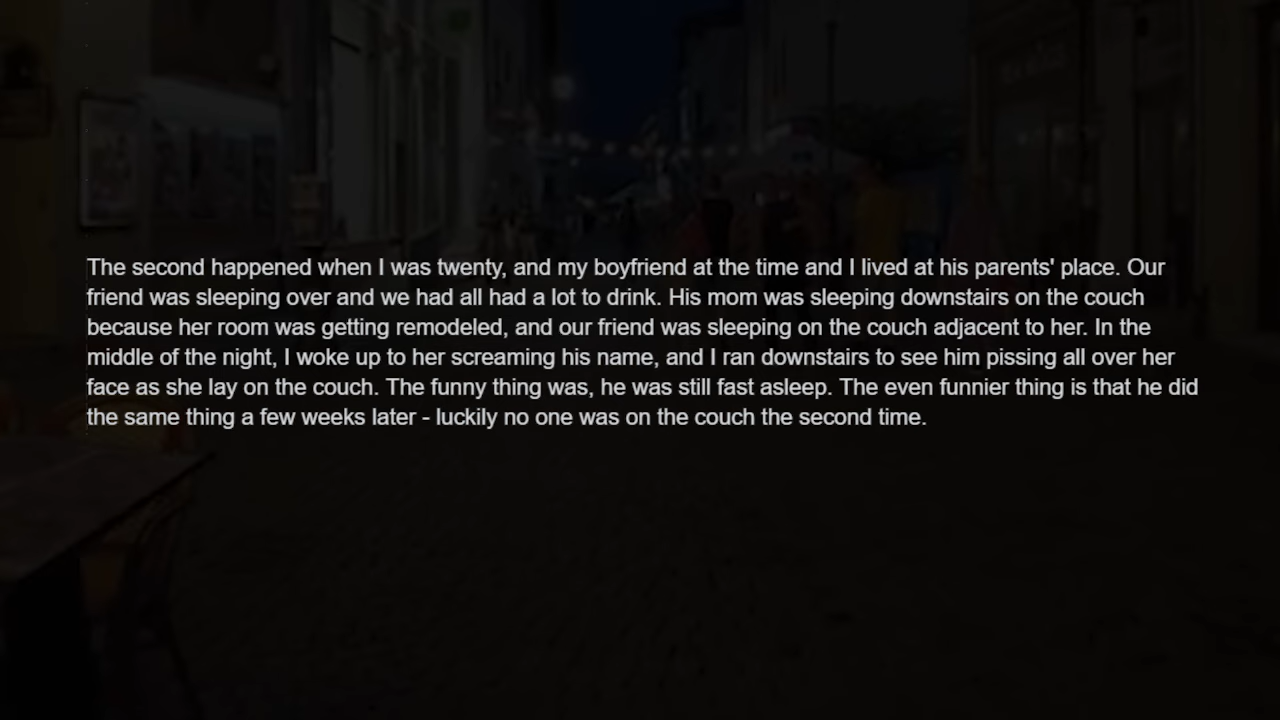 The second happened when I was twenty, and my boyfriend at the time and I lived at his parents' place. Our
friend was sleeping over and we had all had a lot to drink. His mom was sleeping downstairs on the couch
because her room was getting remodeled, and our friend was sleeping on the couch adjacent to her. In the
middle of the night, I woke up to her screaming his name, and I ran downstairs to see him pissing all over her
face as she lay on the couch. The funny thing was, he was still fast asleep. The even funnier thing is that he did
the same thing a few weeks later - luckily no one was on the couch the second time.